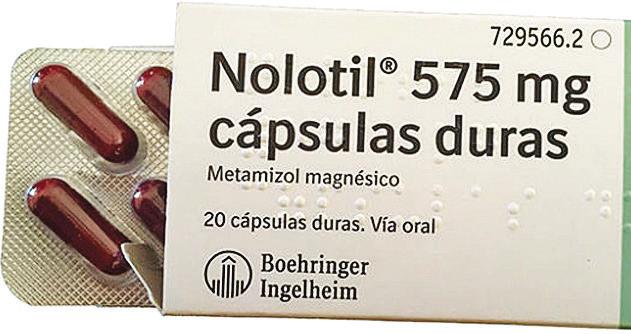 729566.2
Nolotil® 575 mg
cápsulas duras
Metamizol magnésico
20 cápsulas duras. Vía oral
Boehringer
Ingelheim